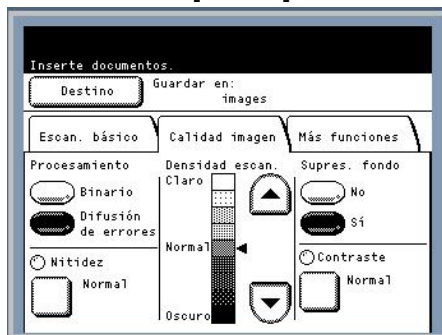 Inserte documentos.
Destino
Guardar en:
images
Escan. básico
Calidad imagen
Más funciones
Procesamiento
Binario
Difusión
de errores
Nitidez
Normal
Densidad escan.
Claro
Normal
Oscuro
Supres. fondo
No
Sí
Contraste
Normal